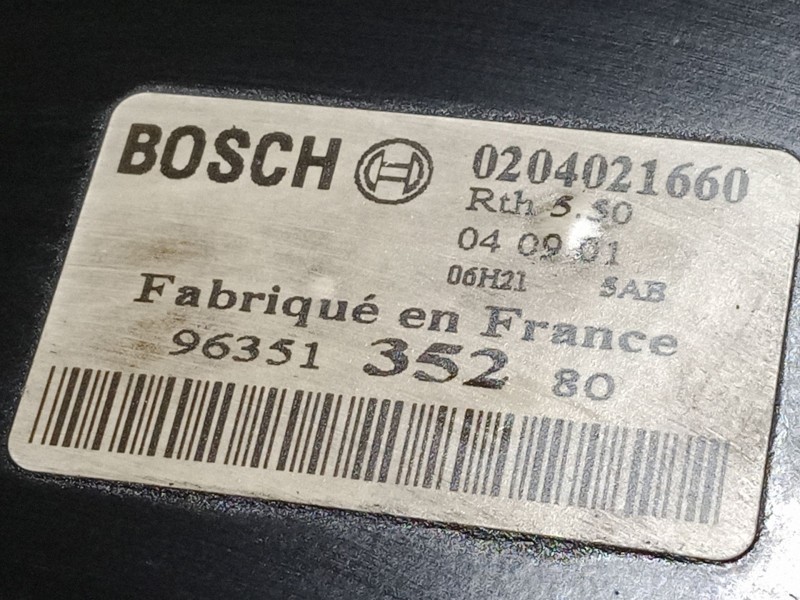 BOSCH 0204021660
Rth 5.50
04 09 01
06H21 5AB
Fabriqué en France
96351 352 80